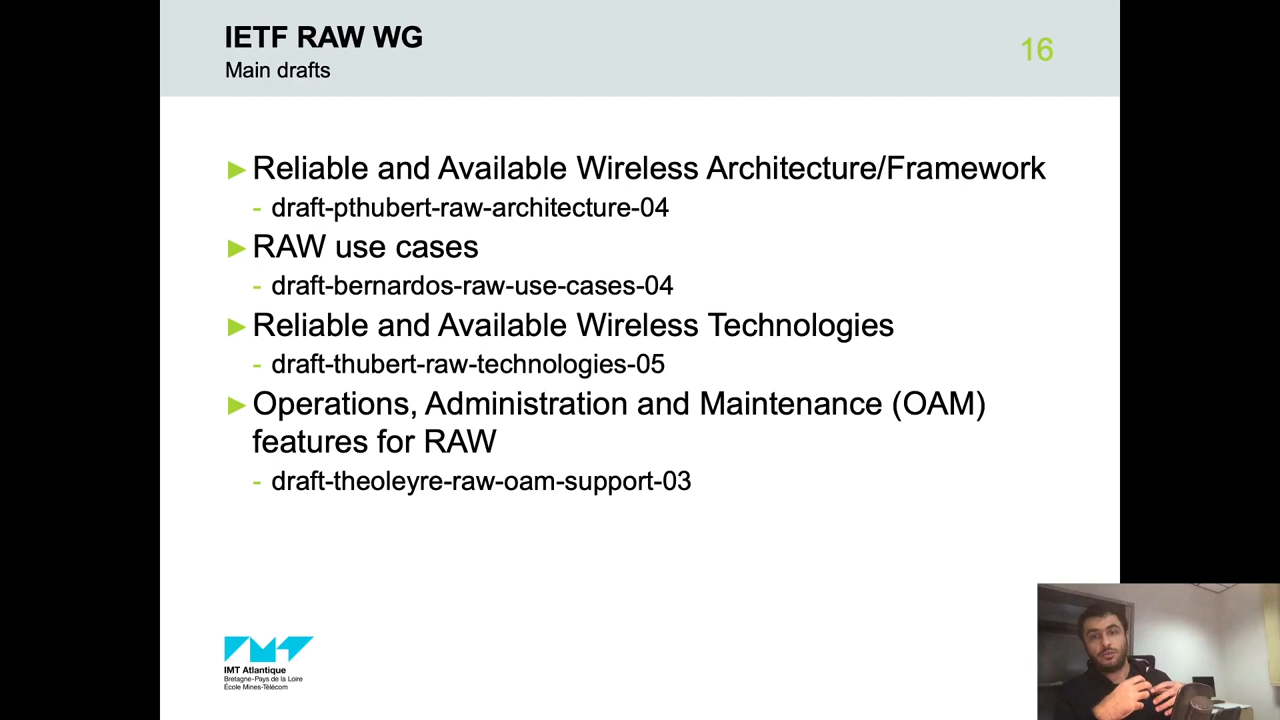 IETF RAW WG
Main drafts
16
►Reliable and Available Wireless Architecture/Framework
- draft-pthubert-raw-architecture-04
►RAW use cases
- draft-bernardos-raw-use-cases-04
►Reliable and Available Wireless Technologies
- draft-thubert-raw-technologies-05
►Operations, Administration and Maintenance (OAM)
features for RAW
- draft-theoleyre-raw-oam-support-03
IMT Atlantique
Bretagne-Pays de la Loire
École Mines-Télécom